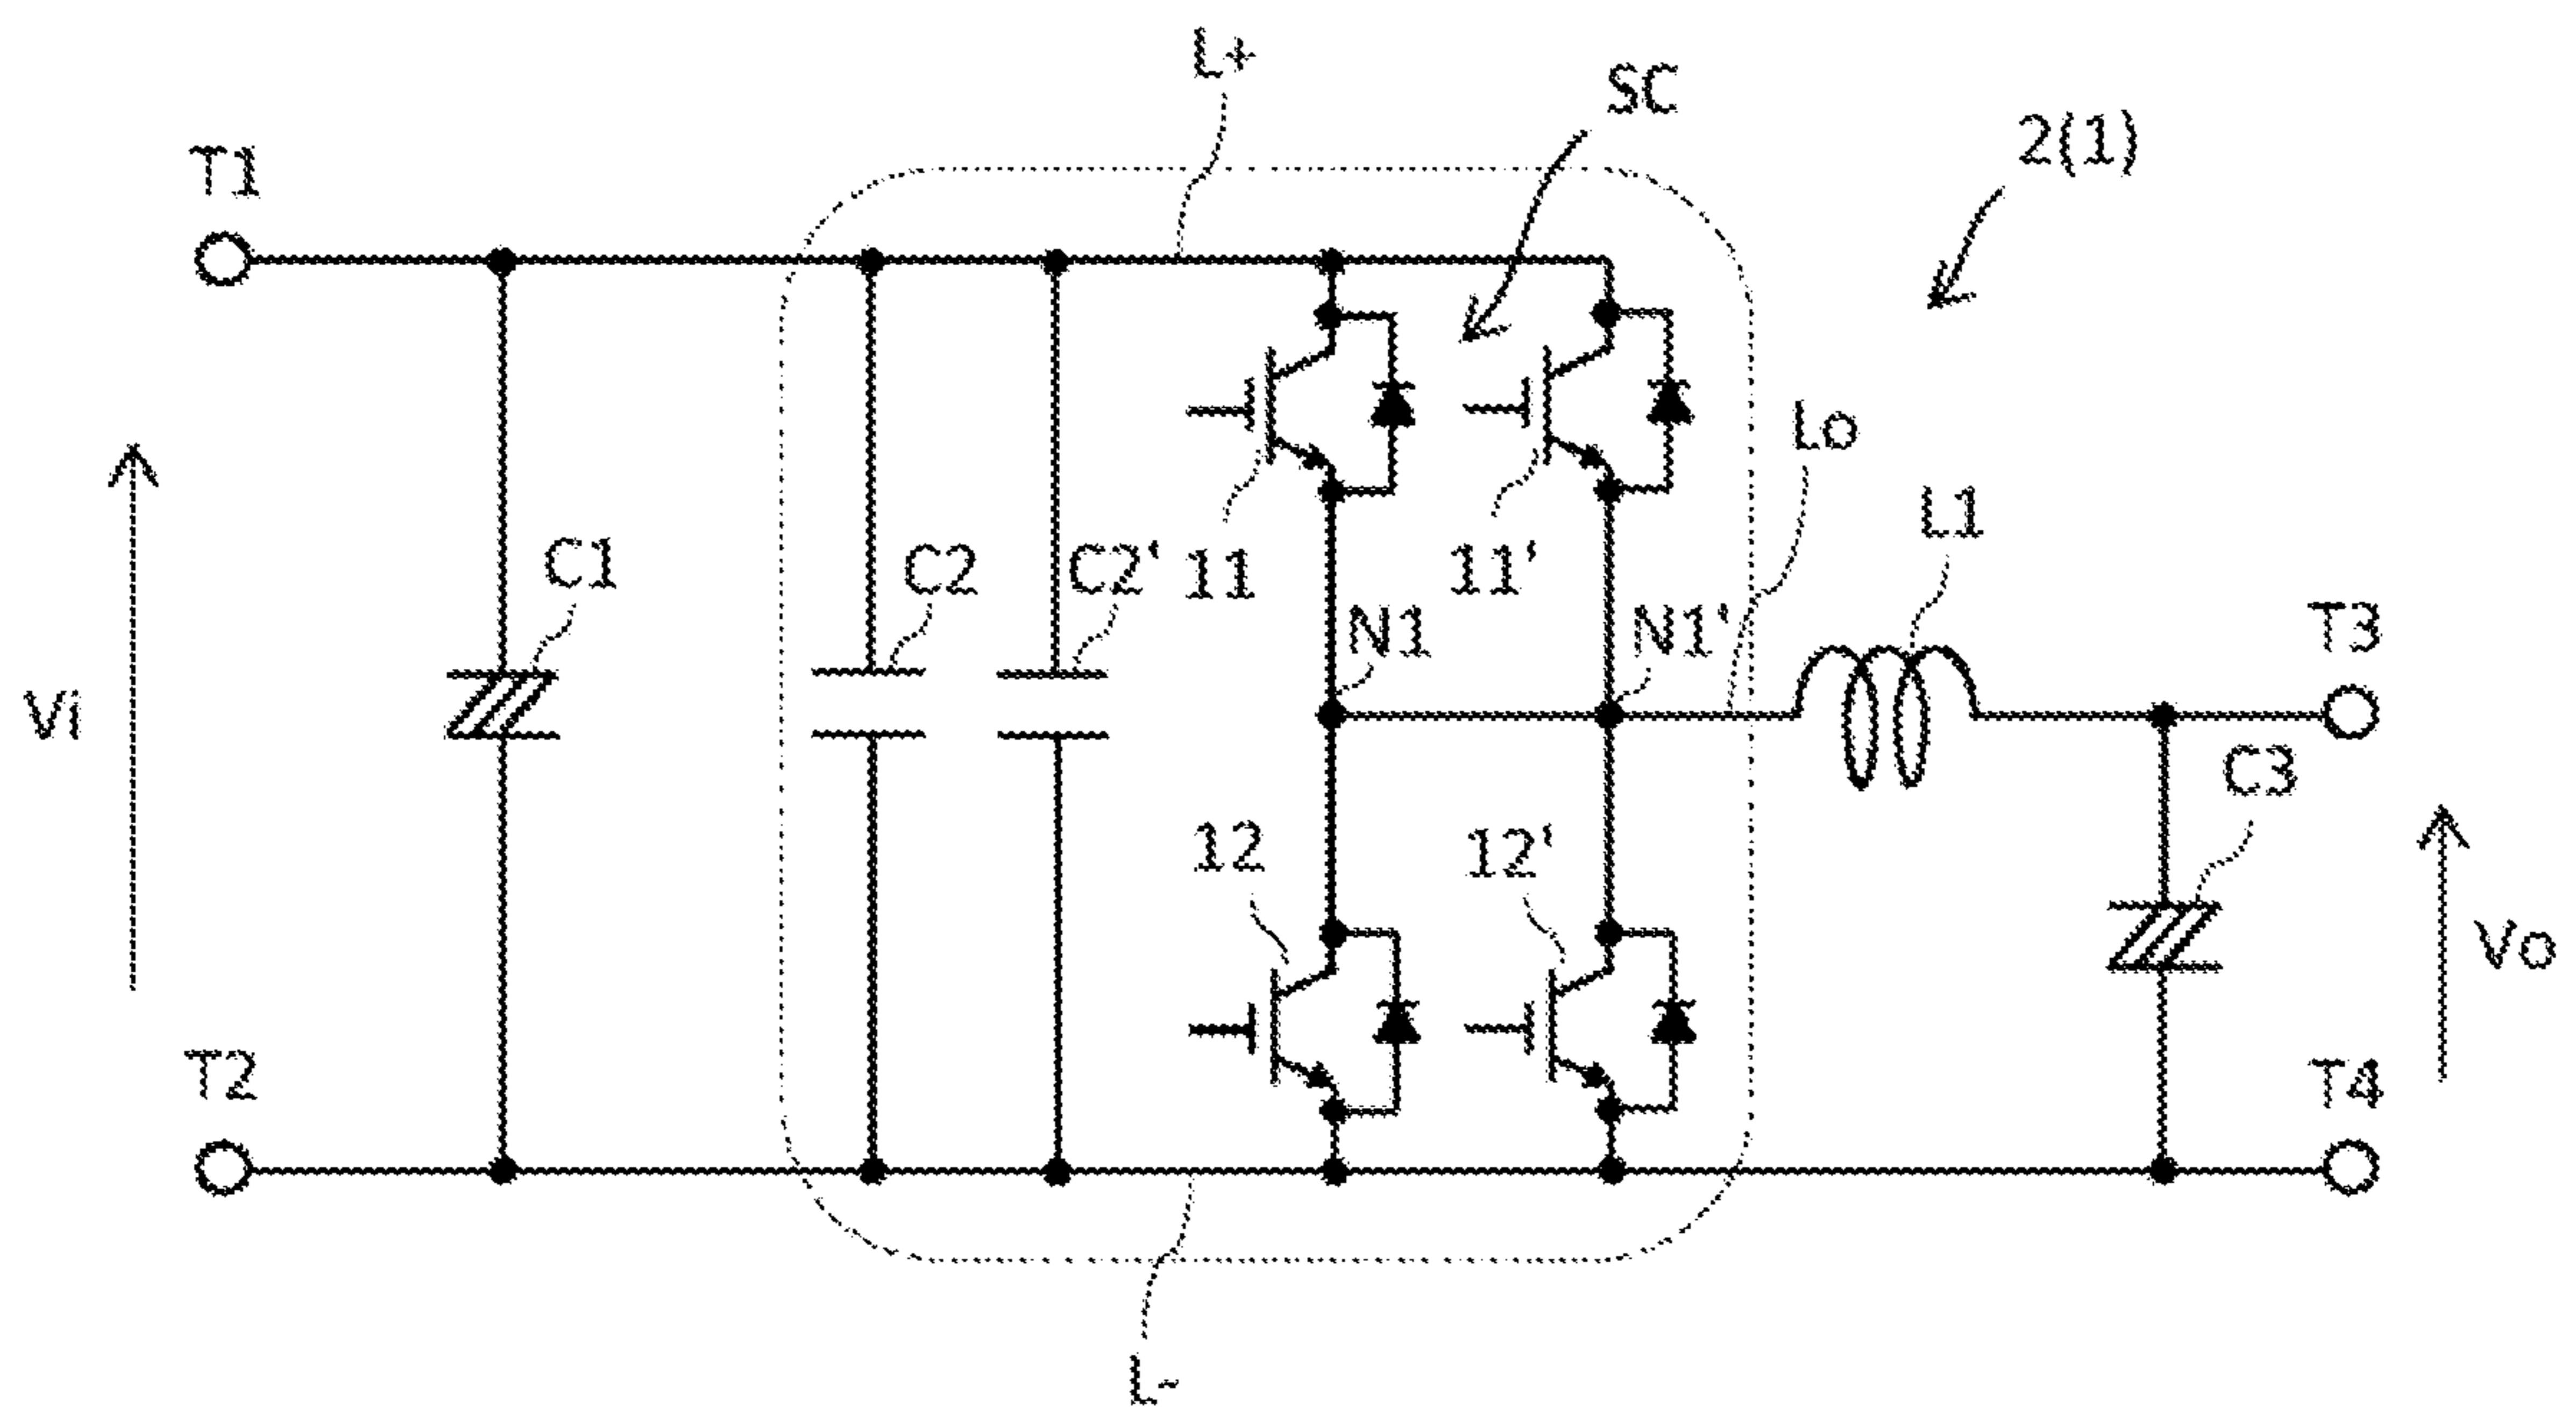 L+
SC
2(1)
T1
Lo
L1
C1
C2
C2'
11
11'
N1
N1'
T3
Vi
C3
12
12'
Vo
T2
T4
L-